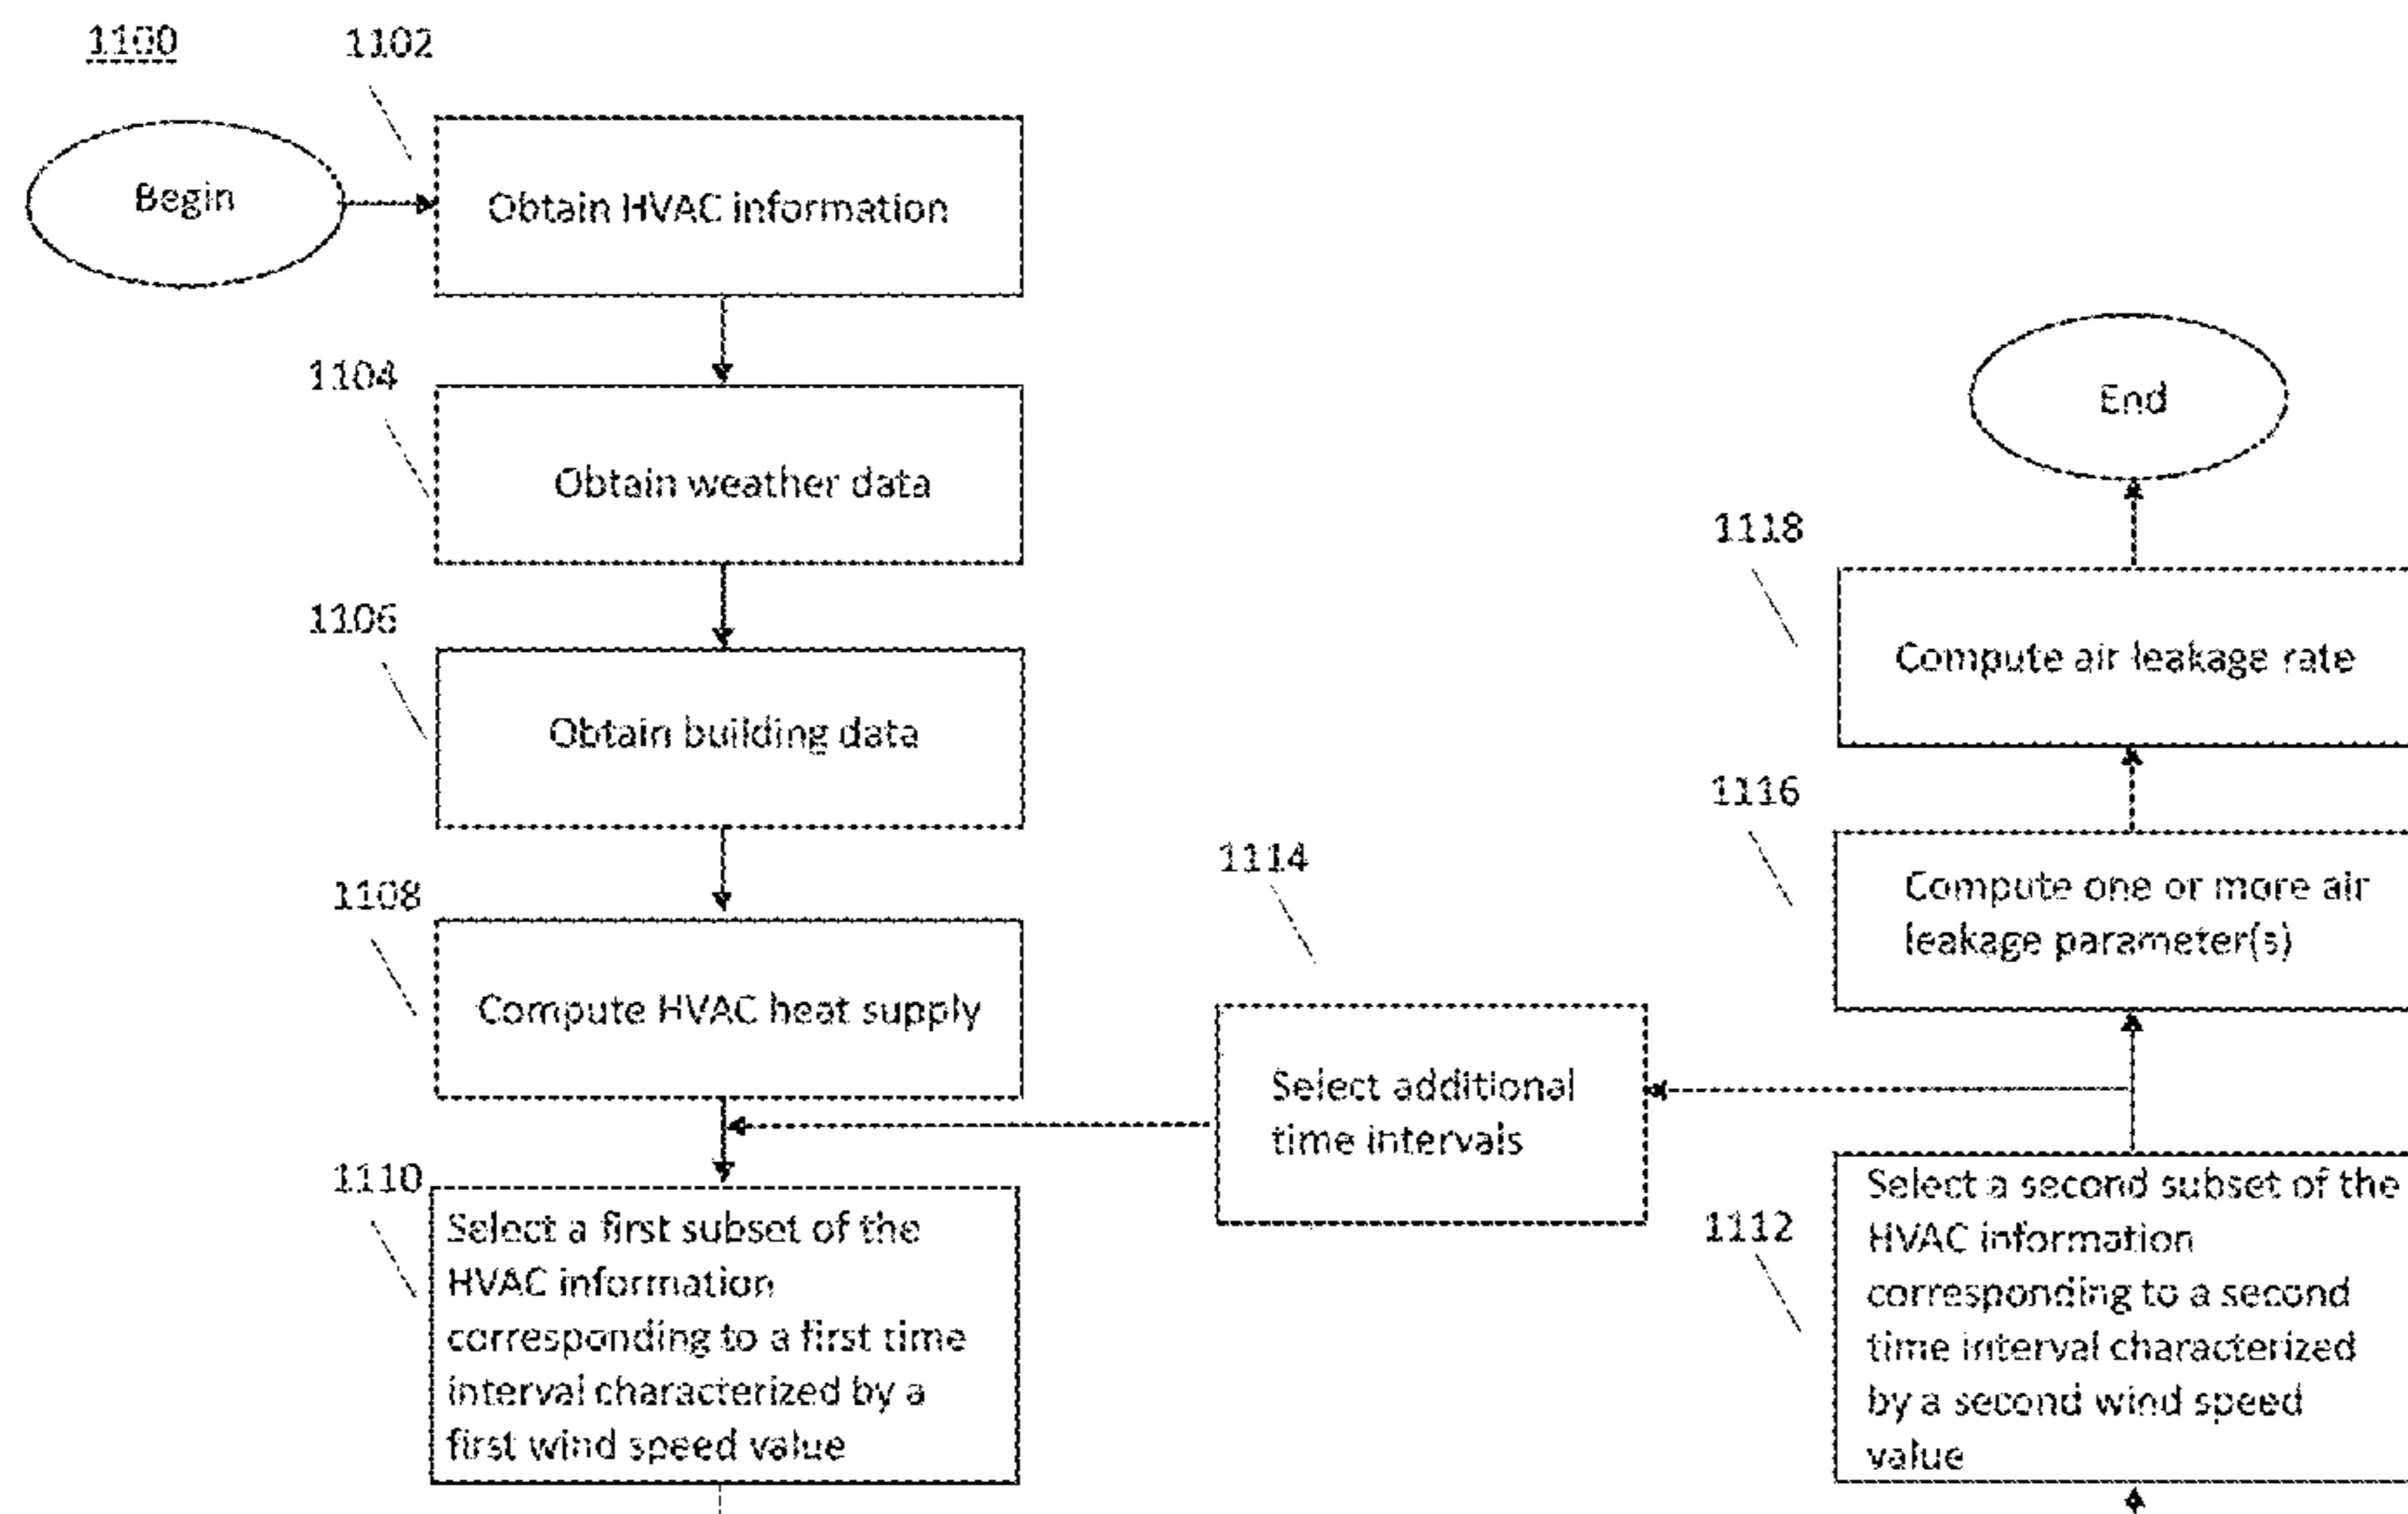 1100
1102
Begin
Obtain HVAC information
1104
Obtain weather data
1106
Obtain building data
1108
Compute HVAC heat supply
1110
Select a first subset of the
HVAC information
corresponding to a first time
interval characterized by a
first wind speed value
1114
Select additional
time intervals
End
1118
Compute air leakage rate
1116
Compute one or more air
leakage parameter(s)
1112
Select a second subset of the
HVAC information
corresponding to a second
time interval characterized
by a second wind speed
value